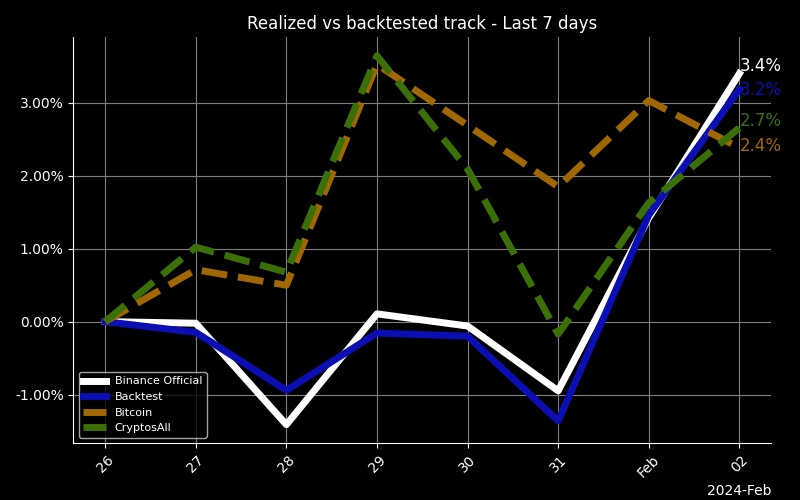 Realized vs backtested track - Last 7 days
3.4%
3.2%
2.7%
2.4%
3.00%
2.00%
1.00%
0.00%
-1.00%
Binance Official
Backtest
Bitcoin
CryptosAll
26 27 28 29 30 31 Feb 02
2024-Feb